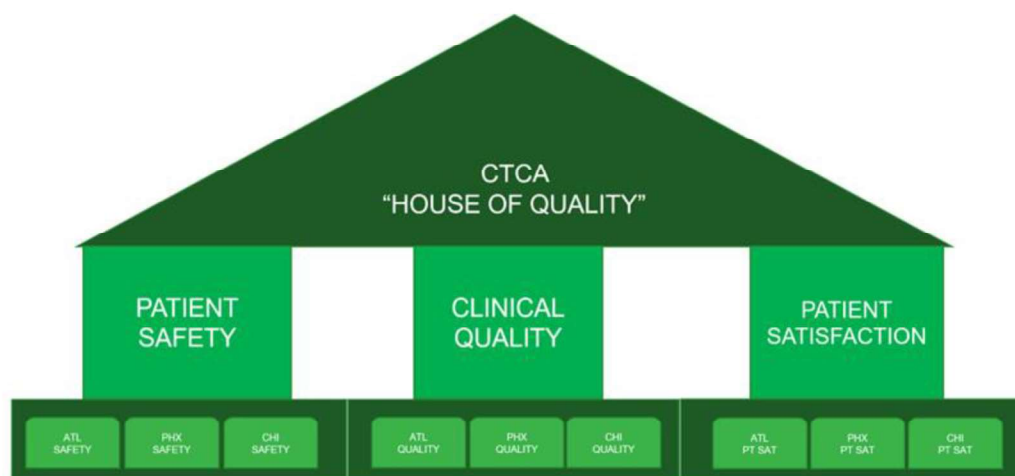 CTCA
“HOUSE OF QUALITY”
PATIENT
SAFETY
CLINICAL
QUALITY
PATIENT
SATISFACTION
ATL
SAFETY
PHX
SAFETY
CHI
SAFETY
ATL
QUALITY
PHX
QUALITY
CHI
QUALITY
ATL
PT SAT
PHX
PT SAT
CHI
PT SAT